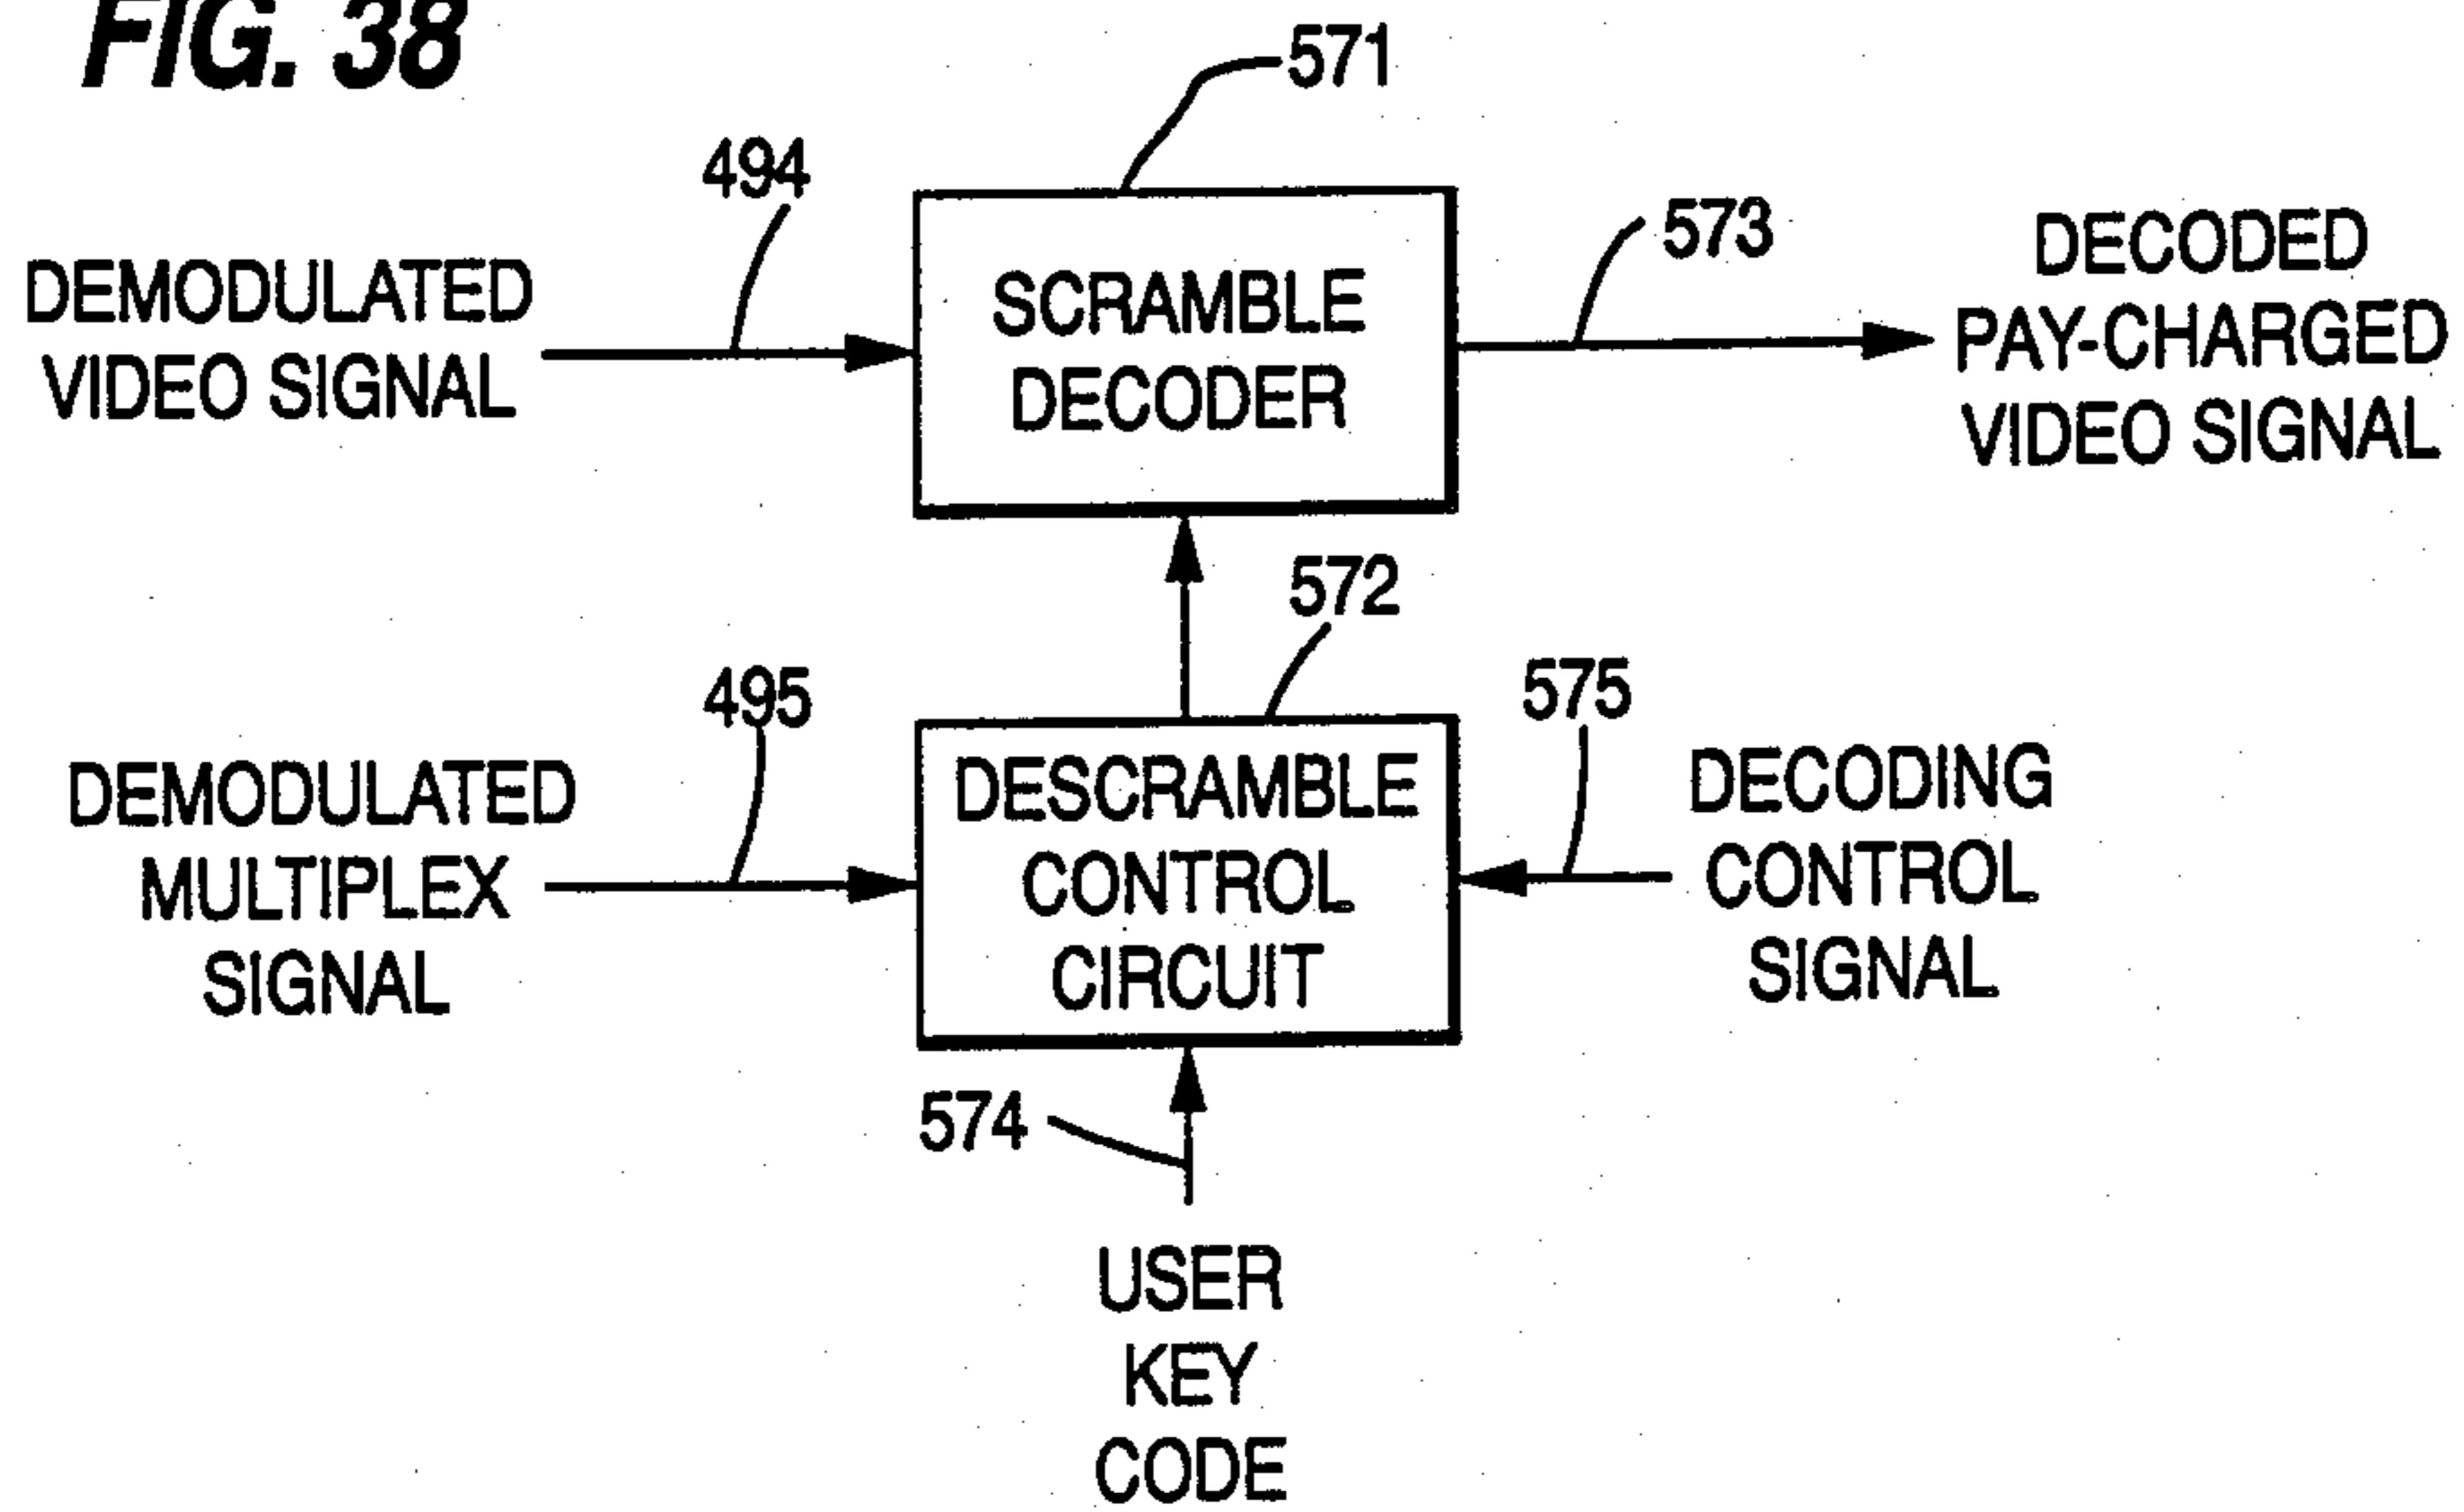 FIG. 38
571
494
573
DEMODULATED
VIDEO SIGNAL
SCRAMBLE
DECODER
DECODED
PAY-CHARGED
VIDEO SIGNAL
572
495
575
DEMODULATED
MULTIPLEX
SIGNAL
DESCRAMBLE
CONTROL
CIRCUIT
DECODING
CONTROL
SIGNAL
574
USER
KEY
CODE